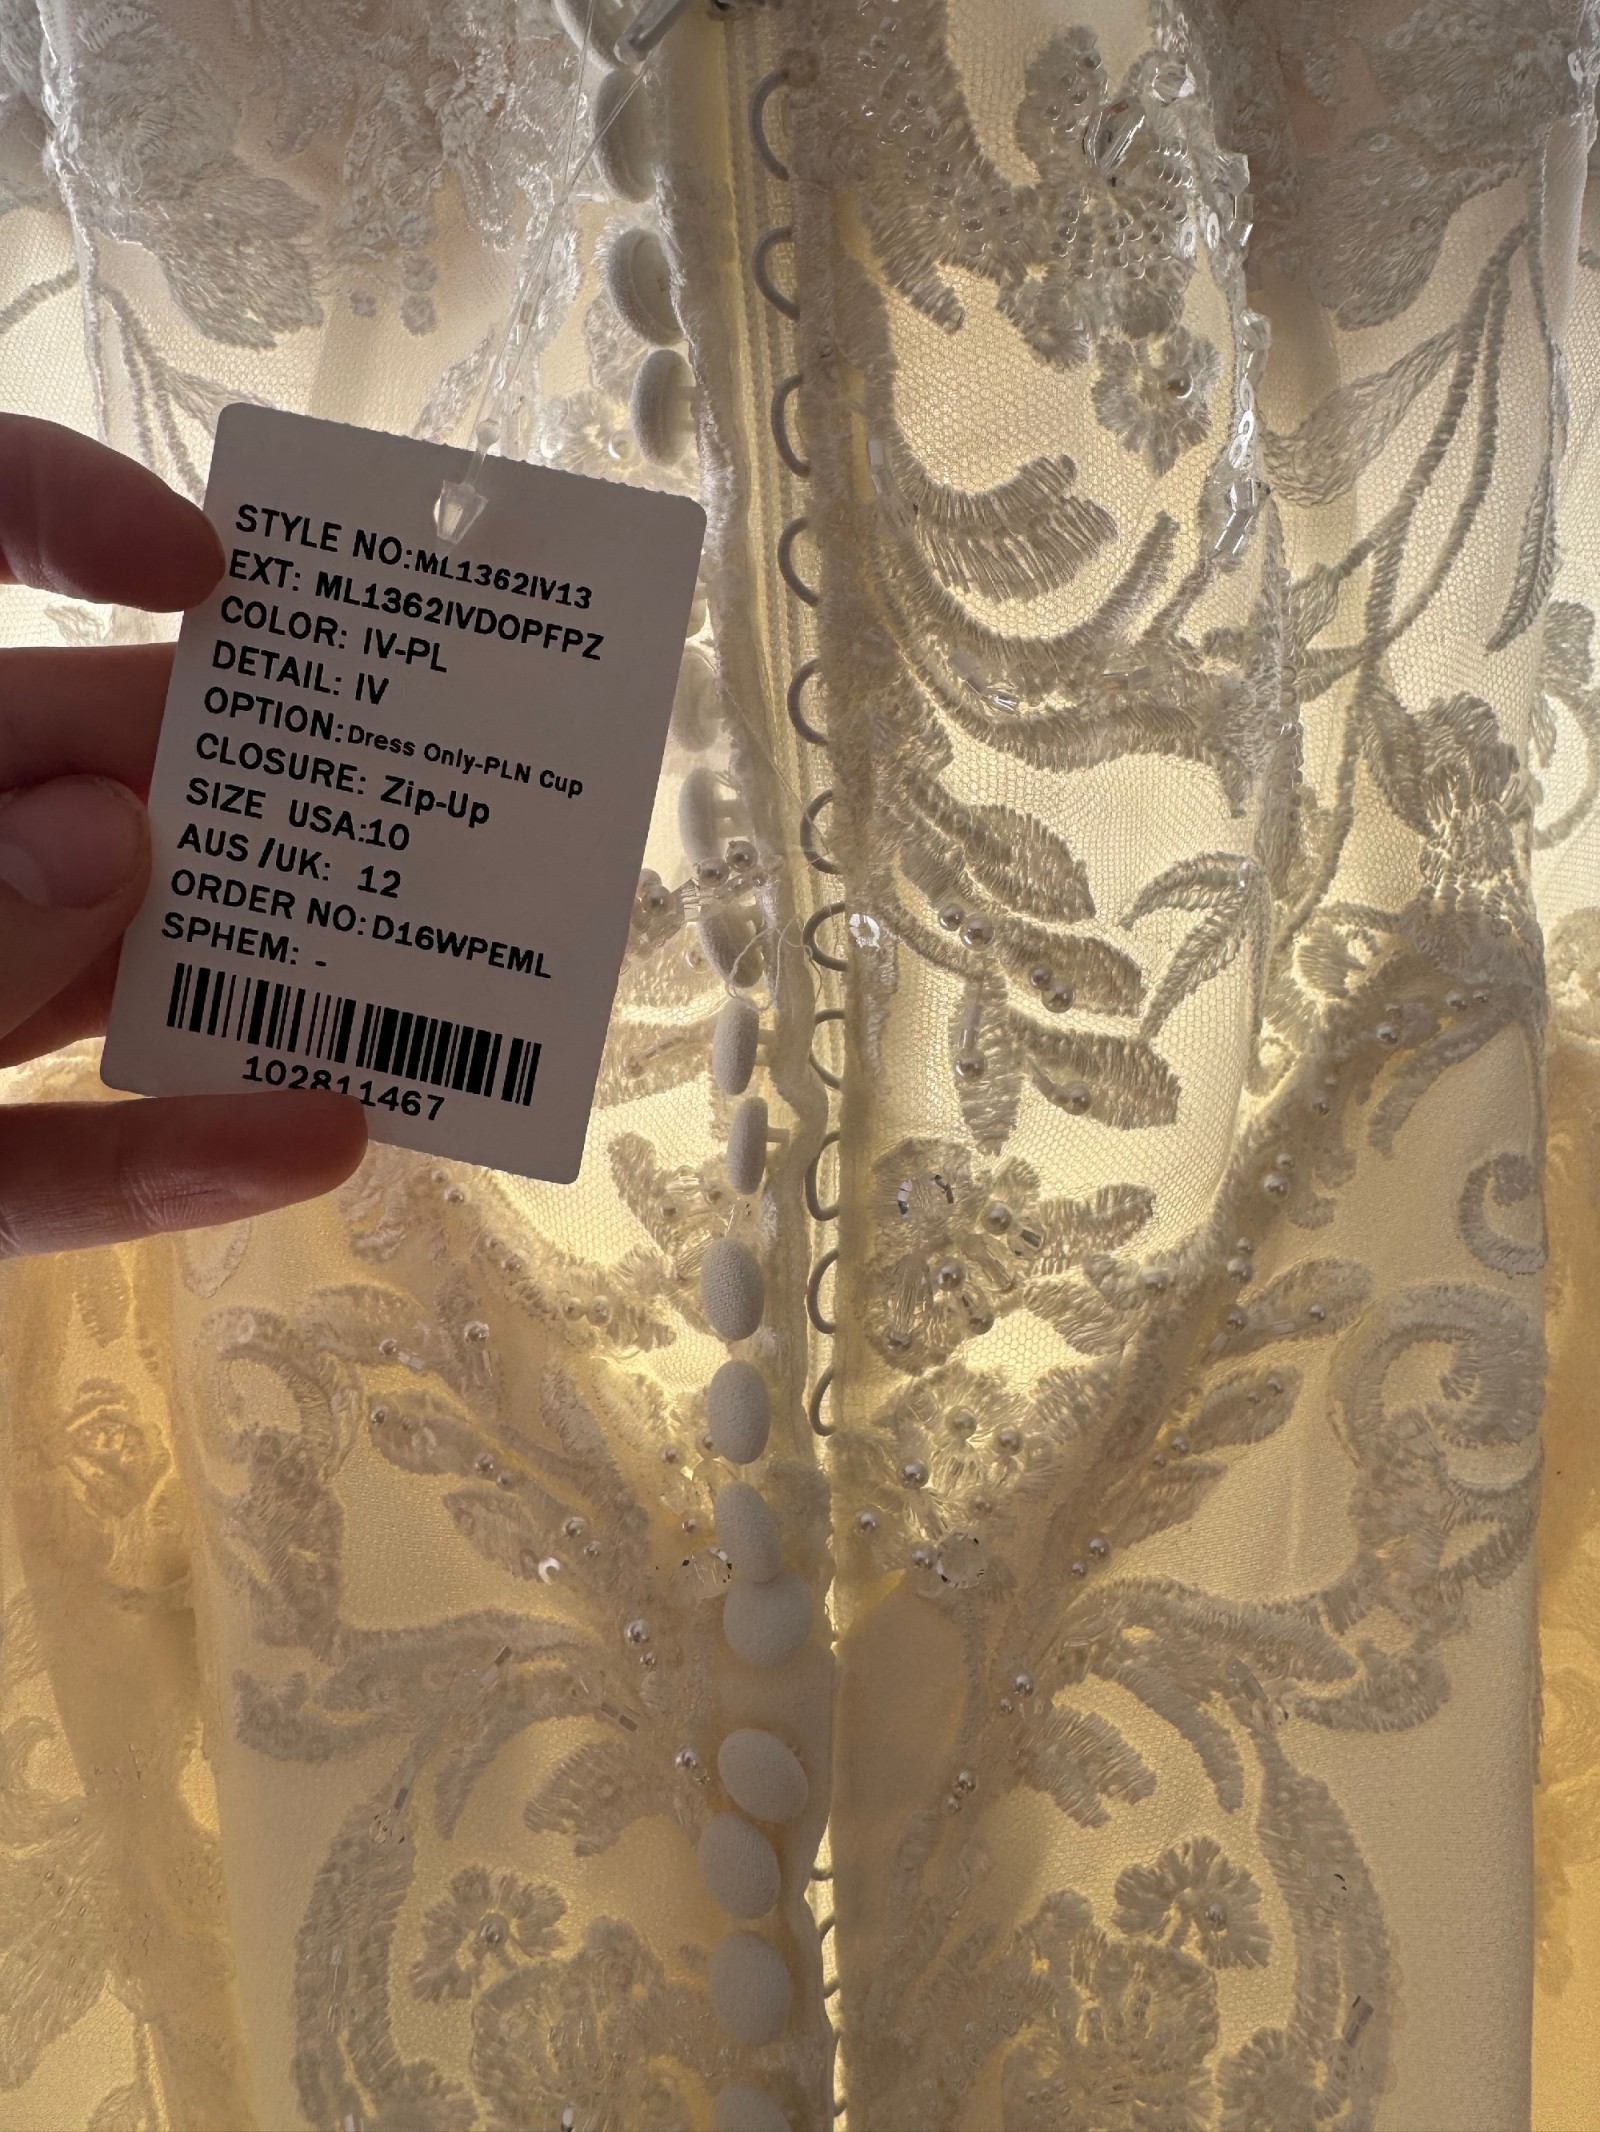 STYLE NO:ML1362IV13
EXT: ML1362IVDOPFPZ
COLOR: IV-PL
DETAIL: IV
OPTION:Dress Only-PLN Cup
CLOSURE: Zip-Up
SIZE USA:10
AUS /UK: 12
ORDER NO:D16WPEML
SPHEM: -
102811467